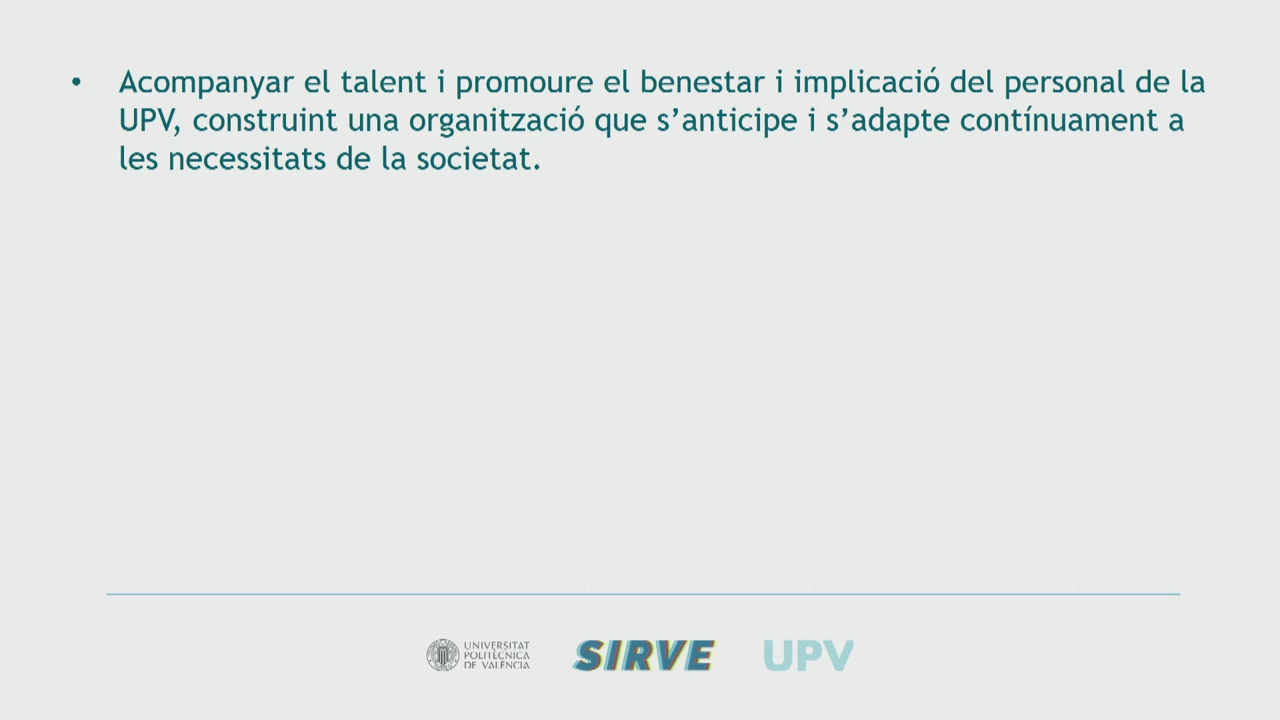 • Acompanyar el talent i promoure el benestar i implicació del personal de la
UPV, construint una organització que s’anticipe i s’adapte contínuament a
les necessitats de la societat.
UNIVERSITAT
POLITÈCNICA
DE VALÈNCIA
SIRVE
UPV